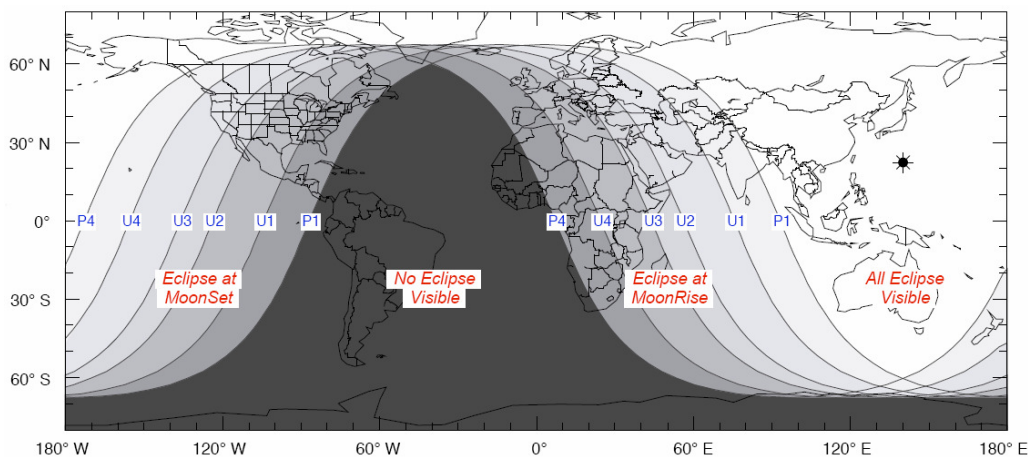 60° N
30° N
0°
30° S
60° S
P4 U4 U3 U2 U1 P1 P4 U4 U3 U2 U1 P1
Eclipse at
MoonSet
No Eclipse
Visible
Eclipse at
MoonRise
All Eclipse
Visible
180° W 120° W 60° W 0° 60° E 120° E 180° E